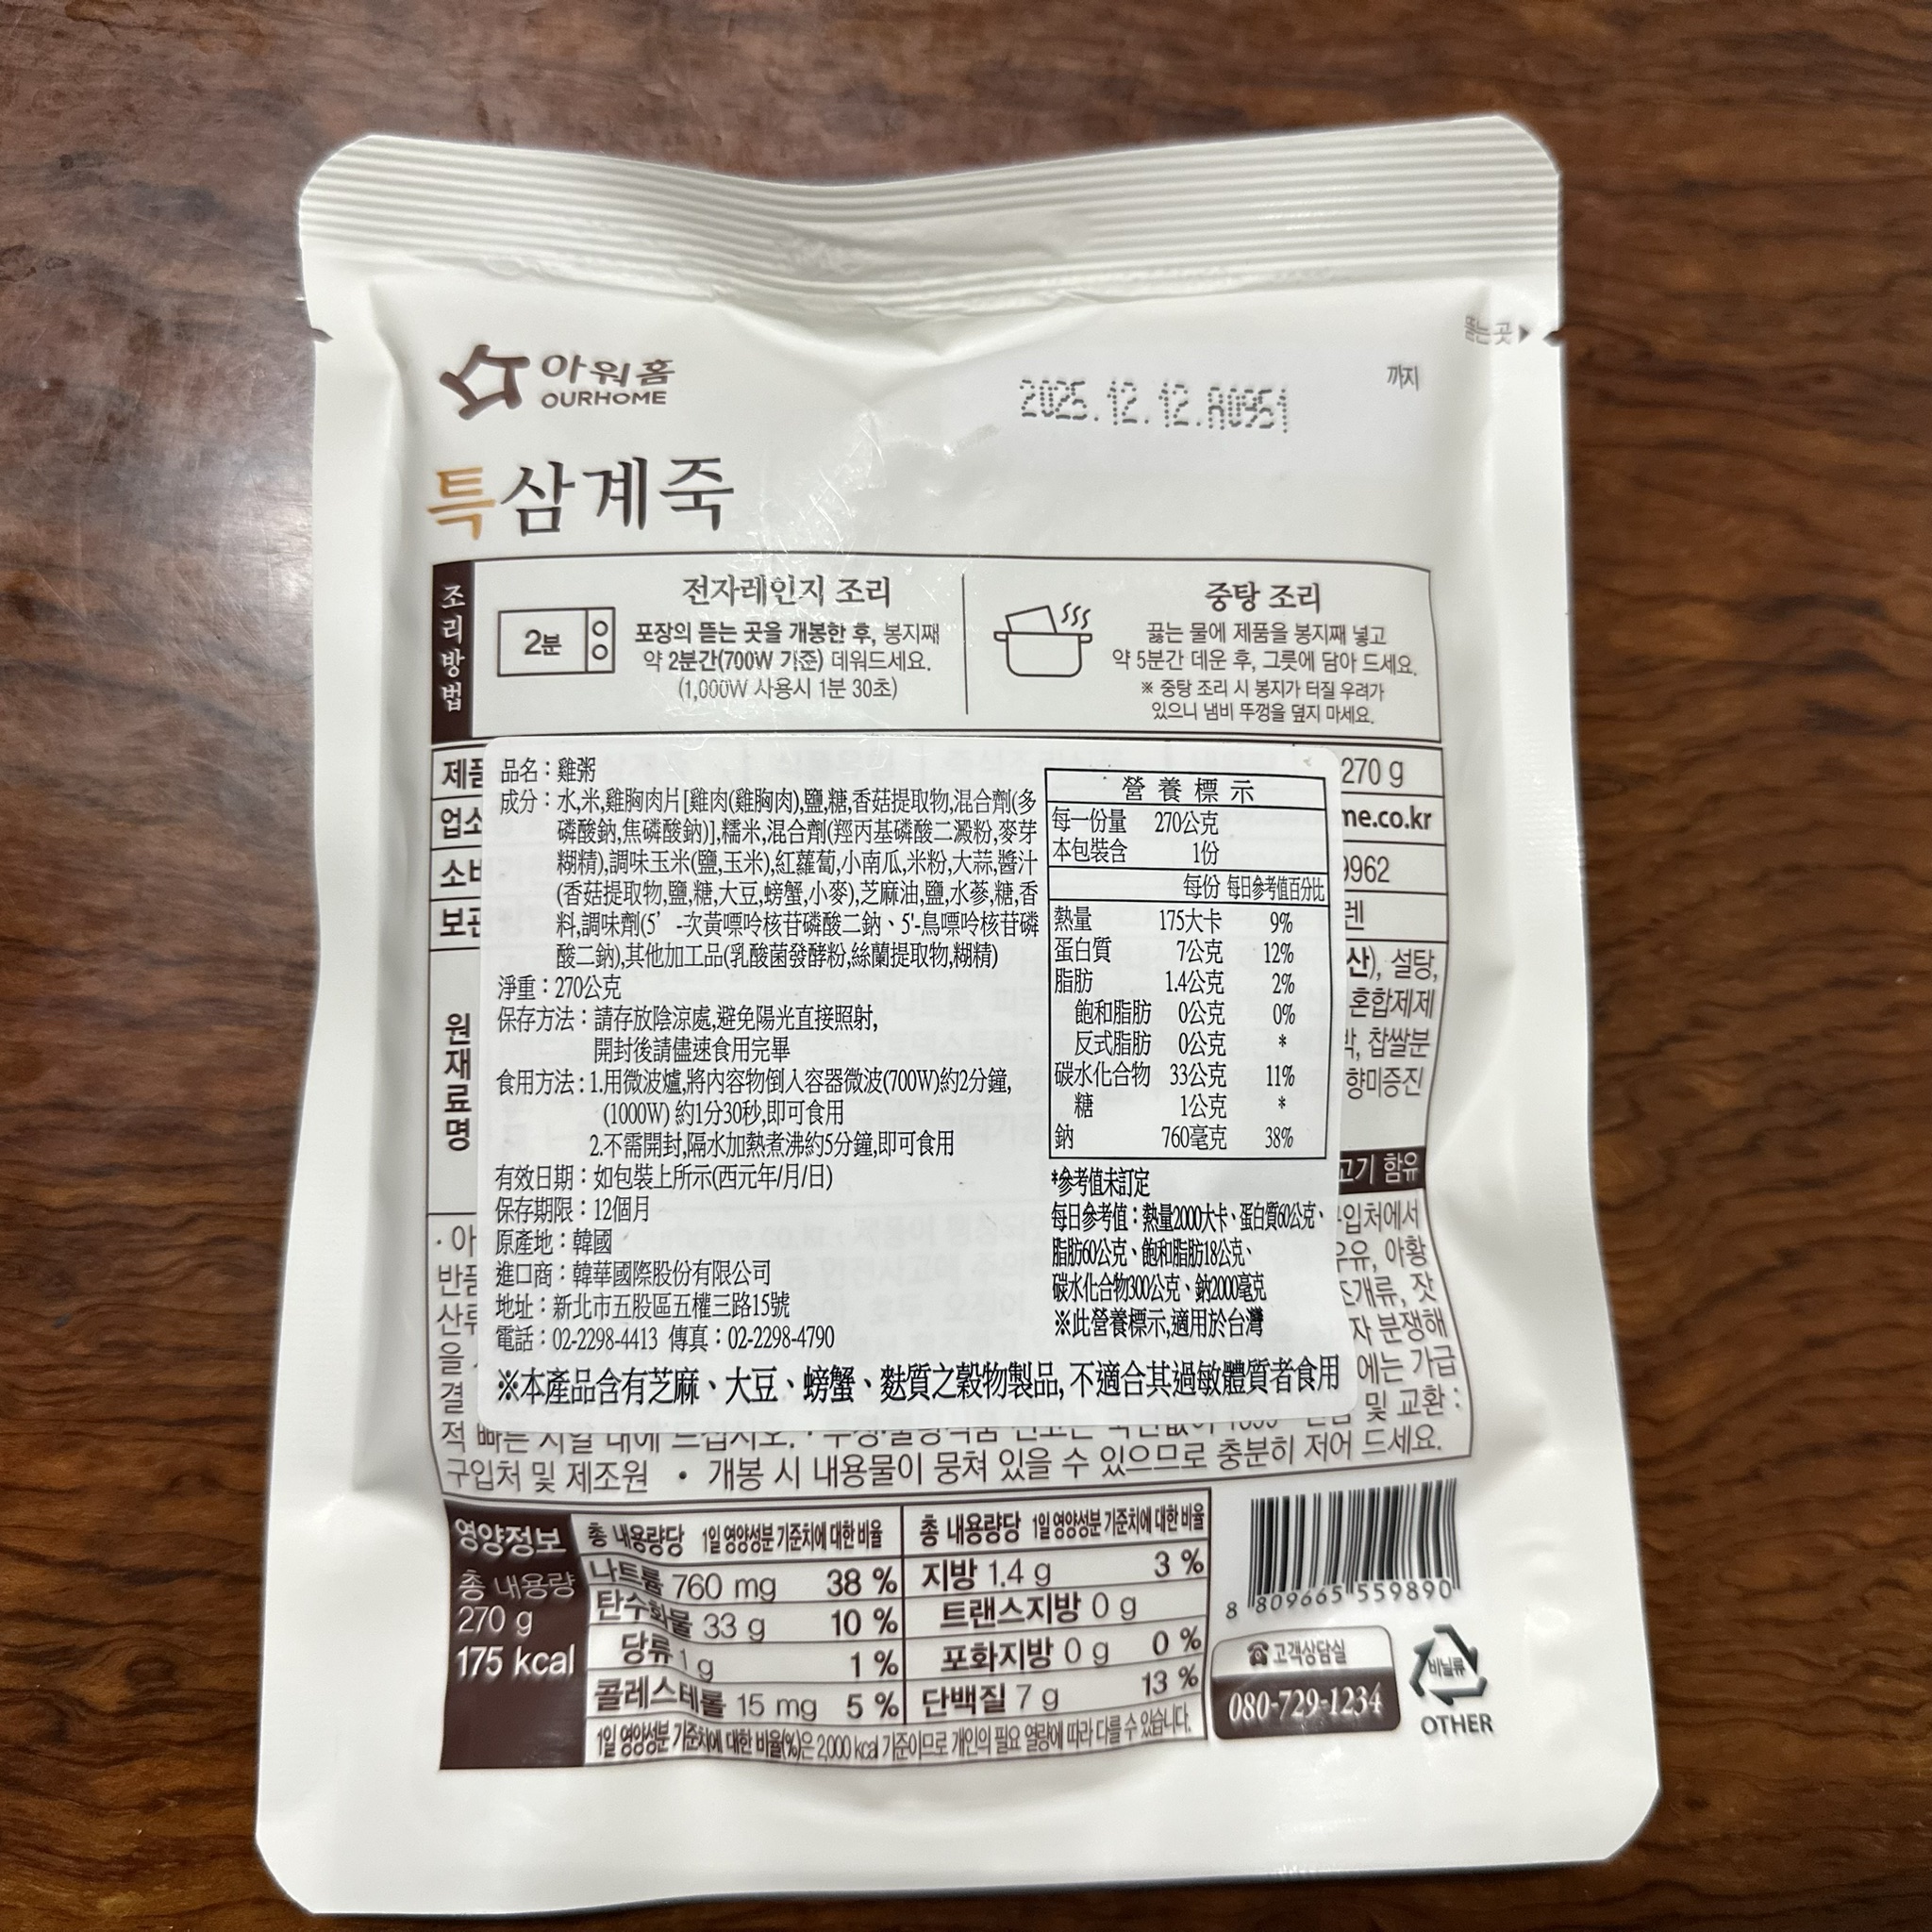 뜯는곳▶
아워홈
OURHOME
2025.12.12.A0951
까지
특삼계죽
조리방법
전자레인지 조리
2분
포장의 뜯는 곳을 개봉한 후, 봉지째
약 2분간(700W 기준) 데워드세요.
(1,000W 사용시 1분 30초)
중탕 조리
끓는 물에 제품을 봉지째 넣고
약 5분간 데운 후, 그릇에 담아 드세요.
※ 중탕 조리 시 봉지가 터질 우려가
있으니 냄비 뚜껑을 덮지 마세요.
270 g
me.co.kr
9962
렌
산), 설탕,
혼합제제
박, 찹쌀분
향미증진
고기 함유
원재료명
品名：雞粥
成分：水,米,雞胸肉片[雞肉(雞胸肉),鹽,糖,香菇提取物,混合劑(多
磷酸鈉,焦磷酸鈉)],糯米,混合劑(羥丙基磷酸二澱粉,麥芽
糊精),調味玉米(鹽,玉米),紅蘿蔔,小南瓜,米粉,大蒜,醬汁
(香菇提取物,鹽,糖,大豆,螃蟹,小麥),芝麻油,鹽,水蔘,糖,香
料,調味劑(5’-次黃嘌呤核苷磷酸二鈉、5'-鳥嘌呤核苷磷
酸二鈉),其他加工品(乳酸菌發酵粉,絲蘭提取物,糊精)
淨重：270公克
保存方法：請存放陰涼處,避免陽光直接照射,
開封後請儘速食用完畢
食用方法：1.用微波爐,將內容物倒入容器微波(700W)約2分鐘,
(1000W) 約1分30秒,即可食用
2.不需開封,隔水加熱煮沸約5分鐘,即可食用
有效日期：如包裝上所示(西元年/月/日)
保存期限：12個月
原產地：韓國
進口商：韓華國際股份有限公司
地址：新北市五股區五權三路15號
電話：02-2298-4413 傳真：02-2298-4790
營養標示
每一份量 270公克
本包裝含 1份
每份 每日參考值百分比
熱量 175大卡 9%
蛋白質 7公克 12%
脂肪 1.4公克 2%
飽和脂肪 0公克 0%
反式脂肪 0公克 *
碳水化合物 33公克 11%
糖 1公克 *
鈉 760毫克 38%
*參考值未訂定
每日參考值：熱量2000大卡、蛋白質60公克、
脂肪60公克、飽和脂肪18公克、
碳水化合物300公克、鈉2000毫克
※此營養標示,適用於台灣
※本產品含有芝麻、大豆、螃蟹、麩質之穀物製品, 不適合其過敏體質者食用
입처에서
우유, 아황
조개류, 잣
자 분쟁해
에는 가급
및 교환 :
구입처 및 제조원 • 개봉 시 내용물이 뭉쳐 있을 수 있으므로 충분히 저어 드세요.
영양정보
총 내용량
270 g
175 kcal
총 내용량당 1일 영양성분 기준치에 대한 비율
나트륨 760 mg 38 %
탄수화물 33 g 10 %
당류 1 g 1 %
콜레스테롤 15 mg 5 %
총 내용량당 1일 영양성분 기준치에 대한 비율
지방 1.4 g 3 %
트랜스지방 0 g
포화지방 0 g 0 %
단백질 7 g 13 %
1일 영양성분 기준치에 대한 비율(%)은 2,000 kcal 기준이므로 개인의 필요 열량에 따라 다를 수 있습니다.
8 809665 559890
고객상담실
080-729-1234
비닐류
OTHER